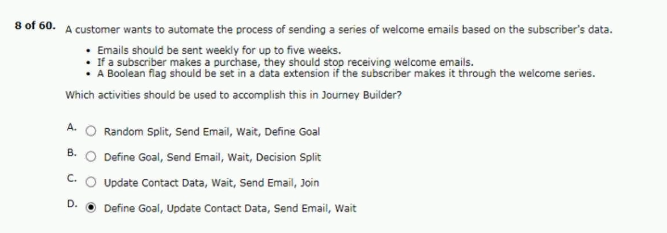 8 of 60. A customer wants to automate the process of sending a series of welcome emails based on the subscriber's data.
• Emails should be sent weekly for up to five weeks.
• If a subscriber makes a purchase, they should stop receiving welcome emails.
• A Boolean flag should be set in a data extension if the subscriber makes it through the welcome series.
Which activities should be used to accomplish this in Journey Builder?
A. Random Split, Send Email, Wait, Define Goal
B. Define Goal, Send Email, Wait, Decision Split
C. Update Contact Data, Wait, Send Email, Join
D. Define Goal, Update Contact Data, Send Email, Wait